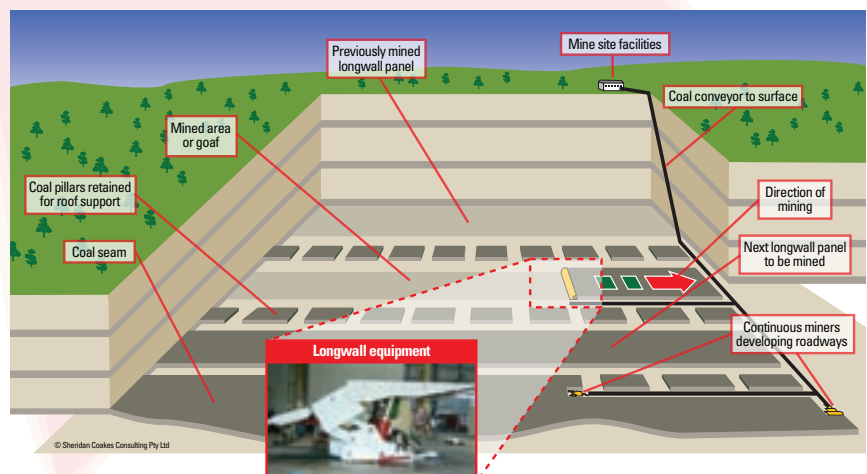 Mine site facilities
Previously mined
longwall panel
Coal conveyor to surface
Mined area
or goaf
Coal pillars retained
for roof support
Direction of
mining
Coal seam
Next longwall panel
to be mined
Continuous miners
developing roadways
Longwall equipment
© Sheridan Coakes Consulting Pty Ltd